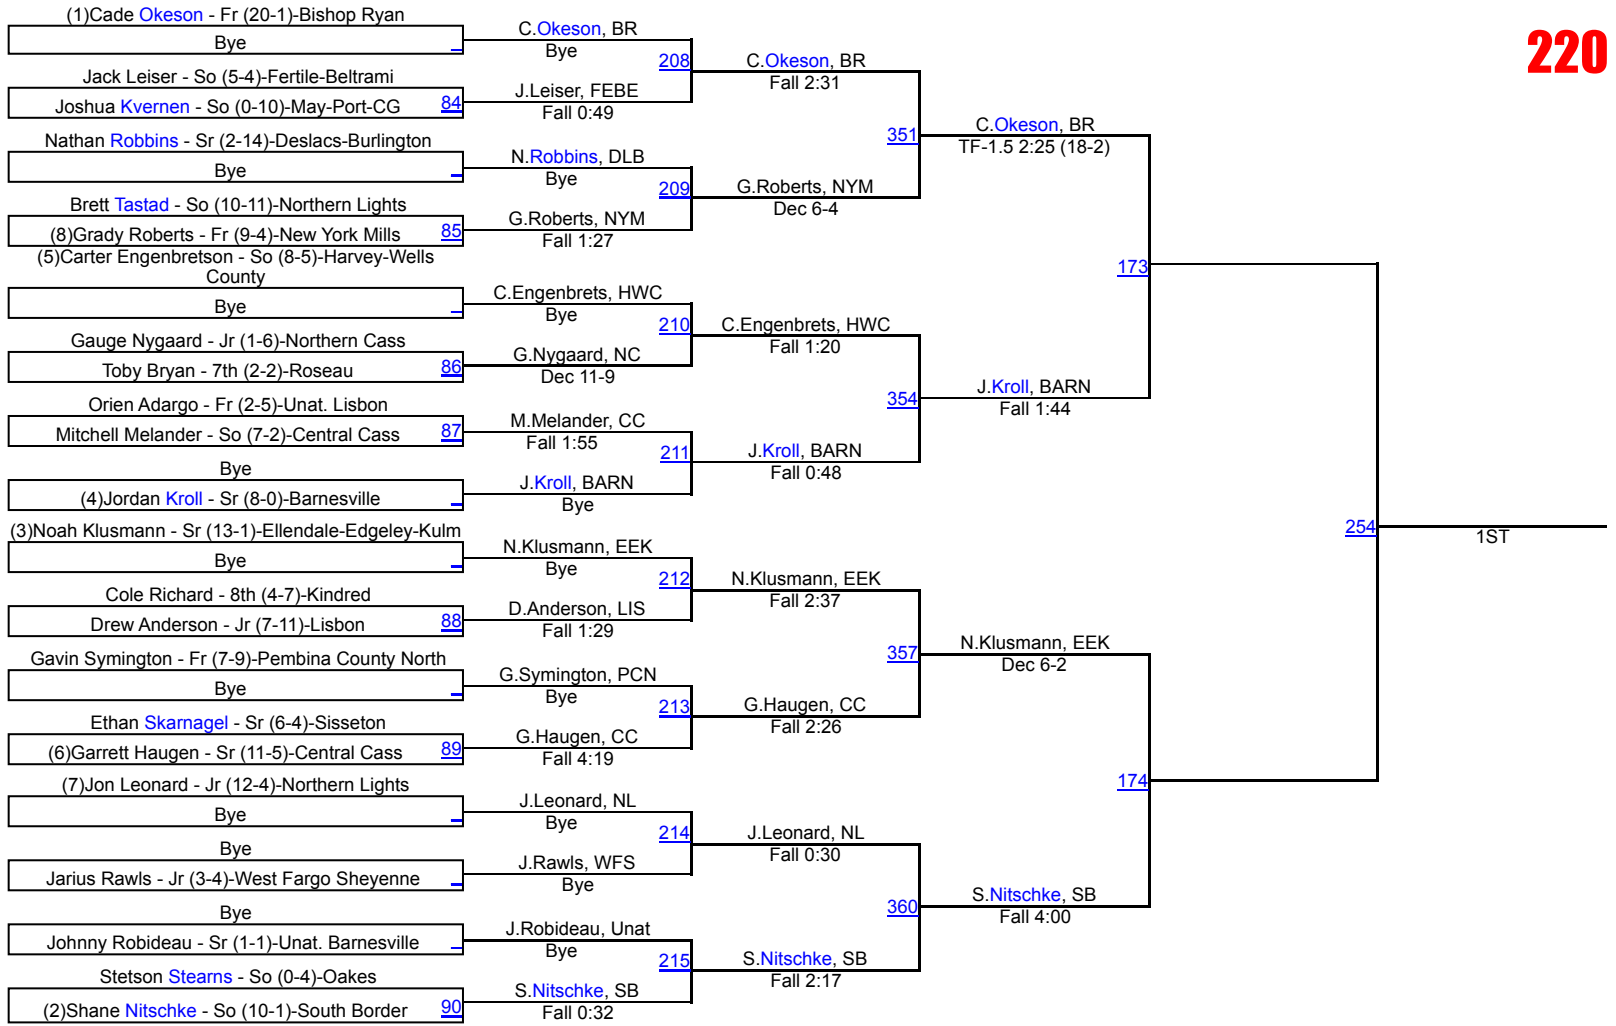 220
(1)Cade Okeson - Fr (20-1)-Bishop Ryan
Bye
Jack Leiser - So (5-4)-Fertile-Beltrami
Joshua Kvernen - So (0-10)-May-Port-CG 84
Nathan Robbins - Sr (2-14)-Deslacs-Burlington
Bye
Brett Tastad - So (10-11)-Northern Lights
(8)Grady Roberts - Fr (9-4)-New York Mills 85
(5)Carter Engenbretson - So (8-5)-Harvey-Wells
County
Bye
Gauge Nygaard - Jr (1-6)-Northern Cass
Toby Bryan - 7th (2-2)-Roseau 86
Orien Adargo - Fr (2-5)-Unat. Lisbon
Mitchell Melander - So (7-2)-Central Cass 87
Bye
(4)Jordan Kroll - Sr (8-0)-Barnesville
(3)Noah Klusmann - Sr (13-1)-Ellendale-Edgeley-Kulm
Bye
Cole Richard - 8th (4-7)-Kindred
Drew Anderson - Jr (7-11)-Lisbon 88
Gavin Symington - Fr (7-9)-Pembina County North
Bye
Ethan Skarnagel - Sr (6-4)-Sisseton
(6)Garrett Haugen - Sr (11-5)-Central Cass 89
(7)Jon Leonard - Jr (12-4)-Northern Lights
Bye
Bye
Jarius Rawls - Jr (3-4)-West Fargo Sheyenne
Bye
Johnny Robideau - Sr (1-1)-Unat. Barnesville
Stetson Stearns - So (0-4)-Oakes
(2)Shane Nitschke - So (10-1)-South Border 90
C.Okeson, BR
Bye
208
J.Leiser, FEBE
Fall 0:49
N.Robbins, DLB
Bye
209
G.Roberts, NYM
Fall 1:27
C.Engenbrets, HWC
Bye
210
G.Nygaard, NC
Dec 11-9
M.Melander, CC
Fall 1:55
211
J.Kroll, BARN
Bye
N.Klusmann, EEK
Bye
212
D.Anderson, LIS
Fall 1:29
G.Symington, PCN
Bye
213
G.Haugen, CC
Fall 4:19
J.Leonard, NL
Bye
214
J.Rawls, WFS
Bye
J.Robideau, Unat
Bye
215
S.Nitschke, SB
Fall 0:32
C.Okeson, BR
Fall 2:31
351
G.Roberts, NYM
Dec 6-4
C.Engenbrets, HWC
Fall 1:20
354
J.Kroll, BARN
Fall 0:48
N.Klusmann, EEK
Fall 2:37
357
G.Haugen, CC
Fall 2:26
J.Leonard, NL
Fall 0:30
360
S.Nitschke, SB
Fall 2:17
C.Okeson, BR
TF-1.5 2:25 (18-2)
173
J.Kroll, BARN
Fall 1:44
N.Klusmann, EEK
Dec 6-2
174
S.Nitschke, SB
Fall 4:00
254
1ST